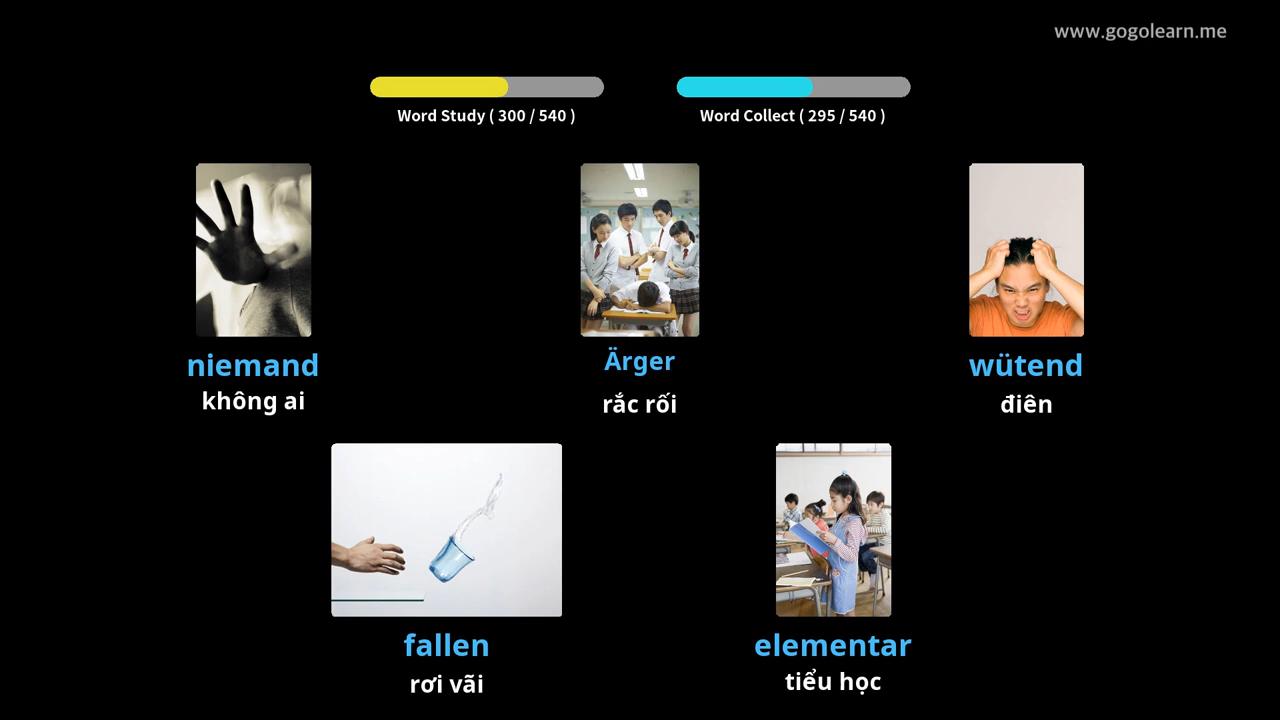 www.gogolearn.me
Word Study ( 300 / 540 )
Word Collect ( 295 / 540 )
niemand
không ai
Ärger
rắc rối
wütend
điên
fallen
rơi vãi
elementar
tiểu học